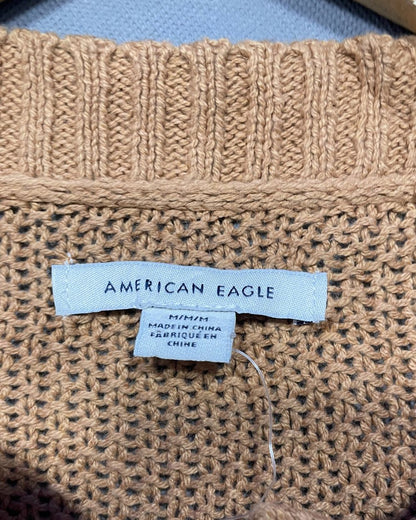 AMERICAN EAGLE
M/M/M
MADE IN CHINA
FABRIQUÉ EN
CHINE